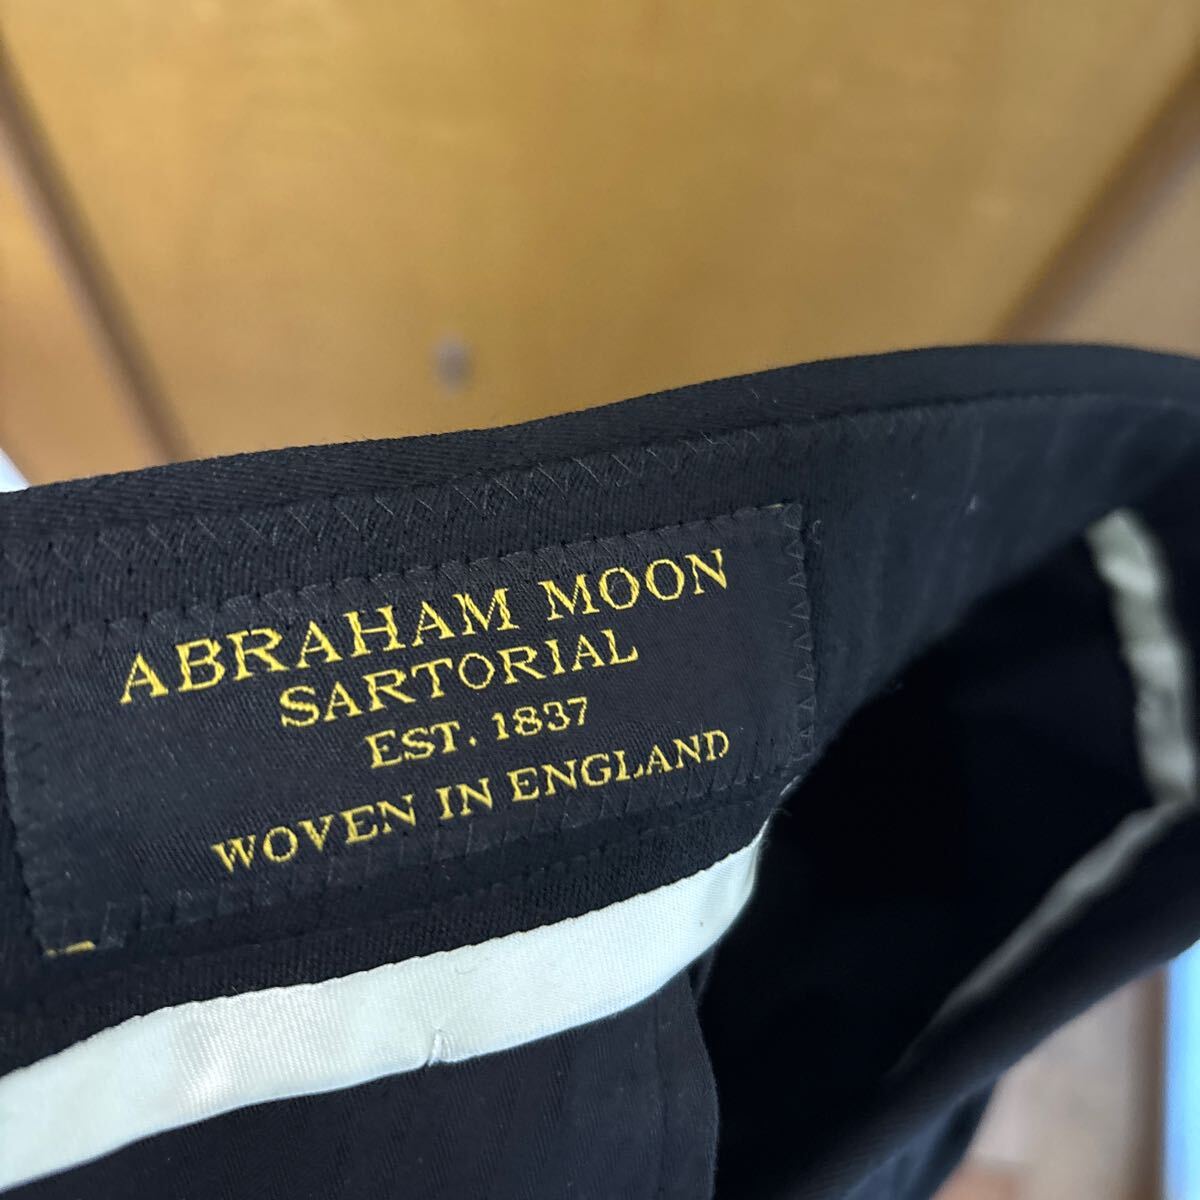 ABRAHAM MOON
SARTORIAL
EST. 1837
WOVEN IN ENGLAND